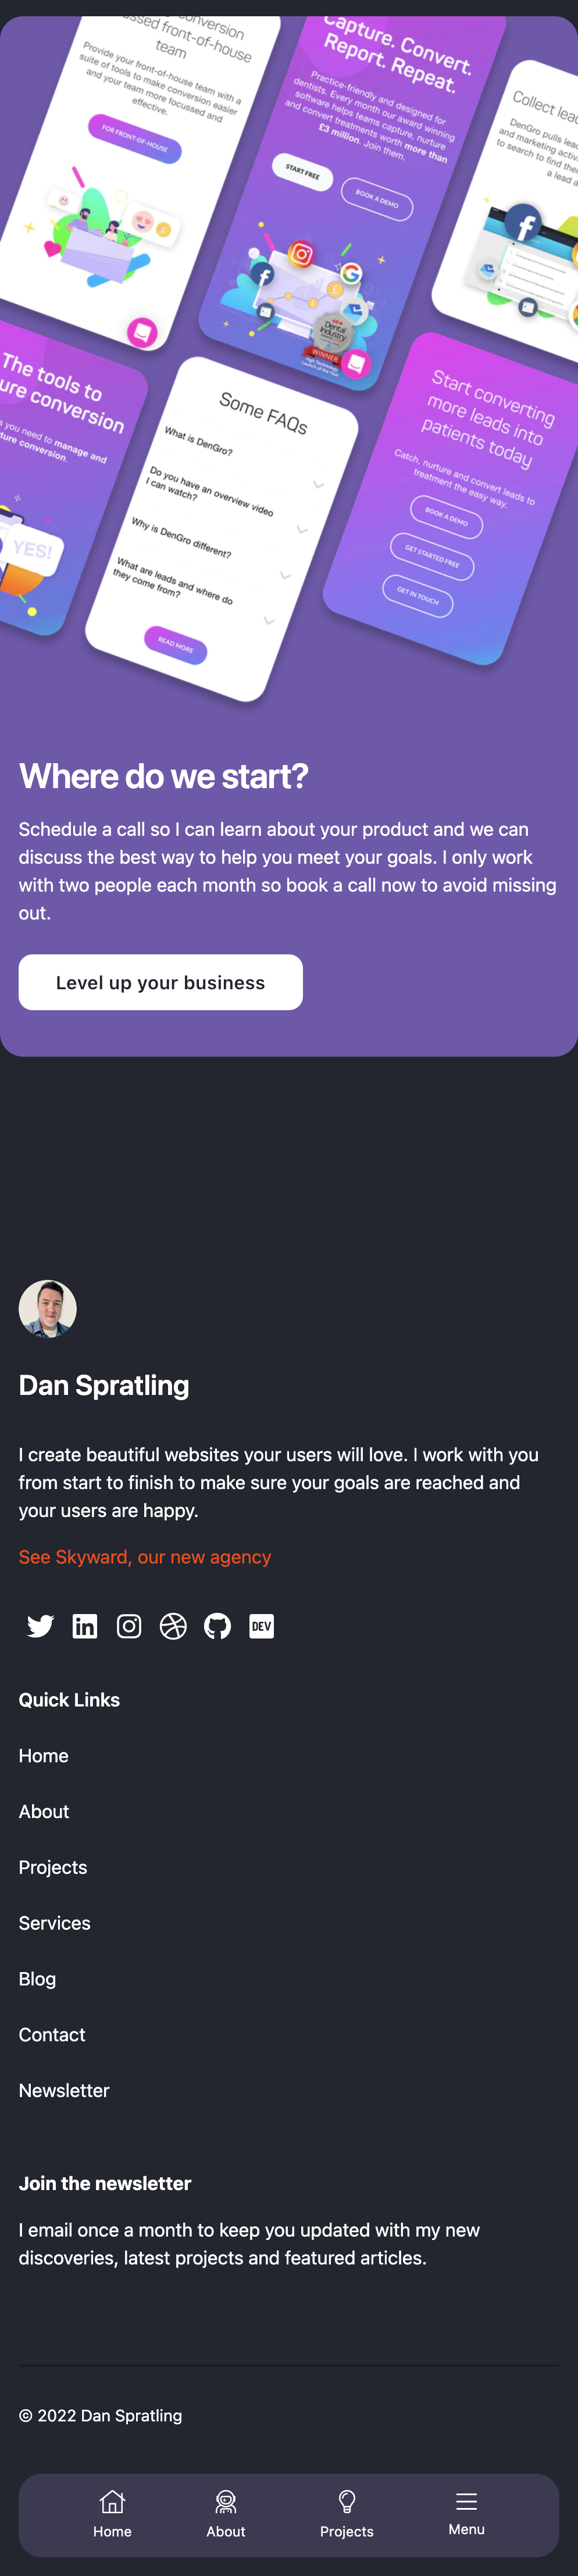 conversion
front-of-house
team
Provide your front-of-house team with a
suite of tools to make conversion easier
and your team more focussed and
effective.
FOR FRONT-OF-HOUSE
Capture. Convert.
Report. Repeat.
Practice-friendly and designed for
dentists. Every month our award winning
software helps teams capture, nurture
and convert treatments worth more than
£3 million. Join them.
START FREE
BOOK A DEMO
Dental
Industry
WINNER
High Technology
Launch of the Year
Collect
DenGro pulls
and marketing
to search to find
a lead
The tools to
conversion
you need to manage and
conversion.
YES!
Some FAQs
What is DenGro?
Do you have an overview video
I can watch?
Why is DenGro different?
What are leads and where do
they come from?
READ MORE
Start converting
more leads into
patients today
Catch, nurture and convert leads to
treatment the easy way.
BOOK A DEMO
GET STARTED FREE
GET IN TOUCH
Where do we start?
Schedule a call so I can learn about your product and we can
discuss the best way to help you meet your goals. I only work
with two people each month so book a call now to avoid missing
out.
Level up your business
Dan Spratling
I create beautiful websites your users will love. I work with you
from start to finish to make sure your goals are reached and
your users are happy.
See Skyward, our new agency
DEV
Quick Links
Home
About
Projects
Services
Blog
Contact
Newsletter
Join the newsletter
I email once a month to keep you updated with my new
discoveries, latest projects and featured articles.
© 2022 Dan Spratling
Home
About
Projects
Menu